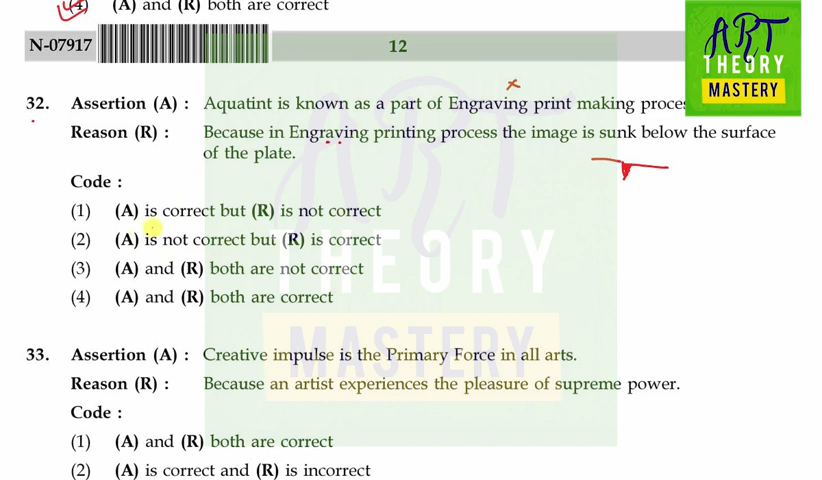 (4) (A) and (R) both are correct
N-07917 12
ART
THEORY
MASTERY
32. Assertion (A) : Aquatint is known as a part of Engraving print making
Reason (R) : Because in Engraving printing process the image is sunk below the surface
of the plate.
Code :
(1) (A) is correct but (R) is not correct
(2) (A) is not correct but (R) is correct
(3) (A) and (R) both are not correct
(4) (A) and (R) both are correct
ART
THEORY
MASTERY
33. Assertion (A) : Creative impulse is the Primary Force in all arts.
Reason (R) : Because an artist experiences the pleasure of supreme power.
Code :
(1) (A) and (R) both are correct
(2) (A) is correct and (R) is incorrect